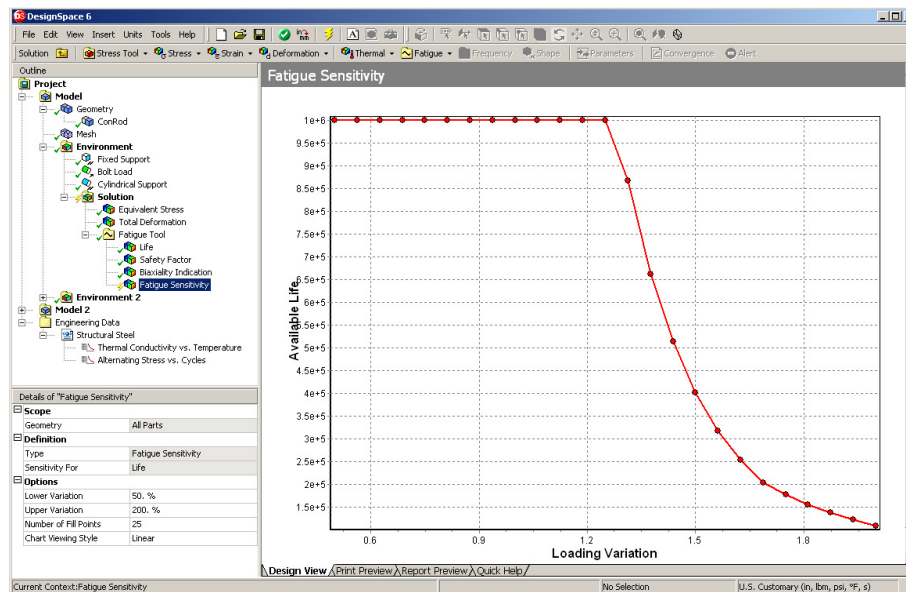 DesignSpace 6
File Edit View Insert Units Tools Help
Solution Stress Tool Stress Strain Deformation Thermal Fatigue Frequency Shape Parameters Convergence Alert
Outline
Project
Model
Geometry
ConRod
Mesh
Environment
Fixed Support
Bolt Load
Cylindrical Support
Solution
Equivalent Stress
Total Deformation
Fatigue Tool
Life
Safety Factor
Biaxiality Indication
Fatigue Sensitivity
Environment 2
Model 2
Engineering Data
Structural Steel
Thermal Conductivity vs. Temperature
Alternating Stress vs. Cycles
Details of "Fatigue Sensitivity"
Scope
Geometry All Parts
Definition
Type Fatigue Sensitivity
Sensitivity For Life
Options
Lower Variation 50. %
Upper Variation 200. %
Number of Fill Points 25
Chart Viewing Style Linear
Fatigue Sensitivity
Available Life
1e+6
9.5e+5
9e+5
8.5e+5
8e+5
7.5e+5
7e+5
6.5e+5
6e+5
5.5e+5
5e+5
4.5e+5
4e+5
3.5e+5
3e+5
2.5e+5
2e+5
1.5e+5
0.6 0.9 1.2 1.5 1.8
Loading Variation
Design View Print Preview Report Preview Quick Help
Current Context:Fatigue Sensitivity No Selection U.S. Customary (in, lbm, psi, °F, s)